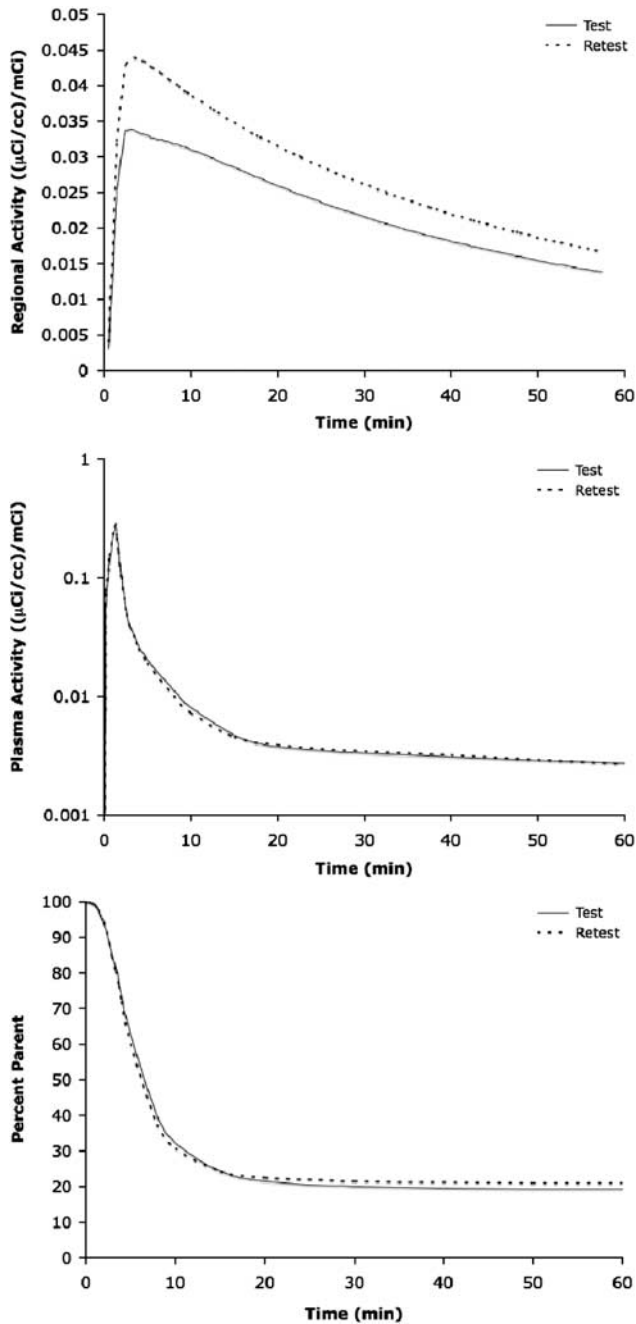 Test
Retest
0.05
0.045
0.04
0.035
0.03
0.025
0.02
0.015
0.01
0.005
0
Regional Activity ((μCi/cc)/mCi)
0 10 20 30 40 50 60
Time (min)
Test
Retest
1
0.1
0.01
0.001
Plasma Activity ((μCi/cc)/mCi)
0 10 20 30 40 50 60
Time (min)
Test
Retest
100
90
80
70
60
50
40
30
20
10
0
Percent Parent
0 10 20 30 40 50 60
Time (min)